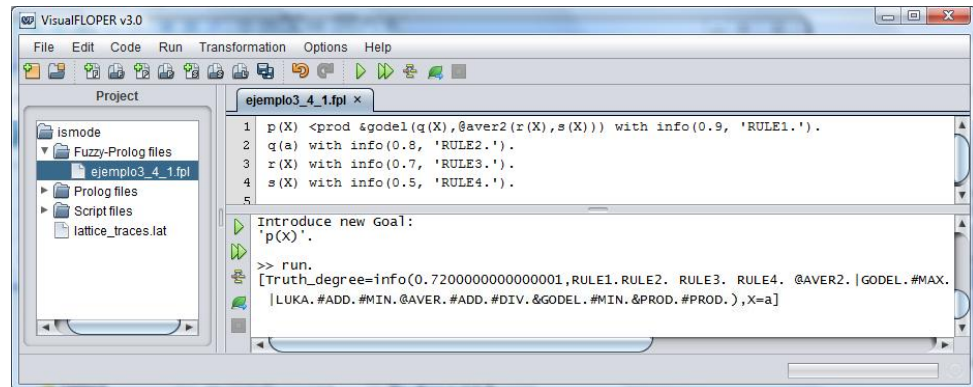 VisualFLOPER v3.0
File Edit Code Run Transformation Options Help
Project
ismode
Fuzzy-Prolog files
ejemplo3_4_1.fpl
Prolog files
Script files
lattice_traces.lat
ejemplo3_4_1.fpl ×
1 p(X) <prod &godel(q(X),@aver2(r(X),s(X))) with info(0.9, 'RULE1.').
2 q(a) with info(0.8, 'RULE2.').
3 r(X) with info(0.7, 'RULE3.').
4 s(X) with info(0.5, 'RULE4.').
5
Introduce new Goal:
'p(X)'.
>> run.
[Truth_degree=info(0.7200000000000001,RULE1.RULE2. RULE3. RULE4. @AVER2.|GODEL.#MAX.
|LUKA.#ADD.#MIN.@AVER.#ADD.#DIV.&GODEL.#MIN.&PROD.#PROD.),X=a]